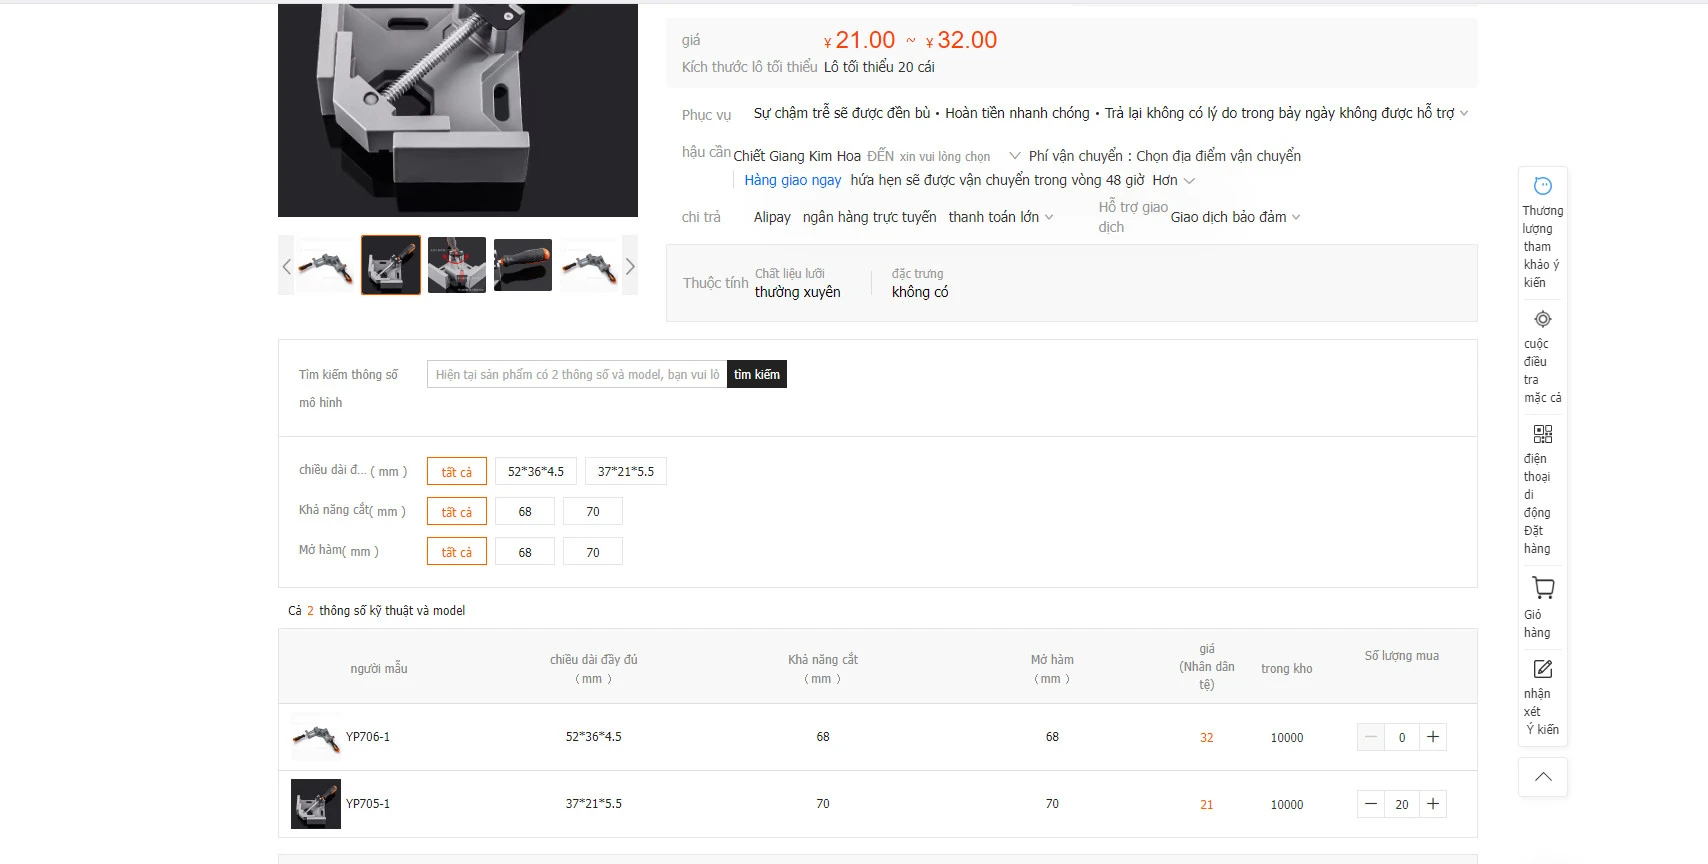 giá
¥ 21.00 ~ ¥ 32.00
Kích thước lô tối thiểu Lô tối thiểu 20 cái
Phục vụ
Sự chậm trễ sẽ được đền bù • Hoàn tiền nhanh chóng • Trả lại không có lý do trong bảy ngày không được hỗ trợ
hậu cần Chiết Giang Kim Hoa ĐẾN xin vui lòng chọn Phí vận chuyển : Chọn địa điểm vận chuyển
Hàng giao ngay hứa hẹn sẽ được vận chuyển trong vòng 48 giờ Hơn
chi trả Alipay ngân hàng trực tuyến thanh toán lớn Hỗ trợ giao dịch Giao dịch bảo đảm
Thuộc tính
Chất liệu lưỡi
thường xuyên
đặc trưng
không có
Tìm kiếm thông số
mô hình
Hiện tại sản phẩm có 2 thông số và model, bạn vui lò
tìm kiếm
chiều dài đ... ( mm ) tất cả 52*36*4.5 37*21*5.5
Khả năng cắt( mm ) tất cả 68 70
Mở hàm( mm ) tất cả 68 70
Cả 2 thông số kỹ thuật và model
người mẫu
chiều dài đầy đủ
( mm )
Khả năng cắt
( mm )
Mở hàm
( mm )
giá
(Nhân dân
tệ)
trong kho
Số lượng mua
YP706-1 52*36*4.5 68 68 32 10000 — 0 +
YP705-1 37*21*5.5 70 70 21 10000 — 20 +
Thương
lượng
tham
khảo ý
kiến
cuộc
điều
tra
mặc cả
điện
thoại
di
động
Đặt
hàng
Giỏ
hàng
nhận
xét
Ý kiến